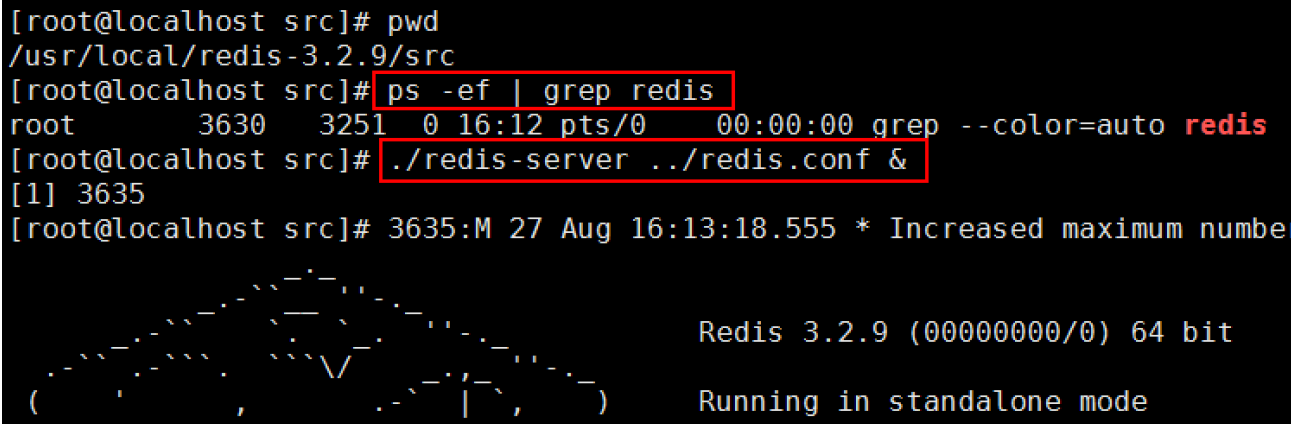 [root@localhost src]# pwd
/usr/local/redis-3.2.9/src
[root@localhost src]# ps -ef | grep redis
root       3630   3251  0 16:12 pts/0    00:00:00 grep --color=auto redis
[root@localhost src]# ./redis-server ../redis.conf &
[1] 3635
[root@localhost src]# 3635:M 27 Aug 16:13:18.555 * Increased maximum number
Redis 3.2.9 (00000000/0) 64 bit
Running in standalone mode